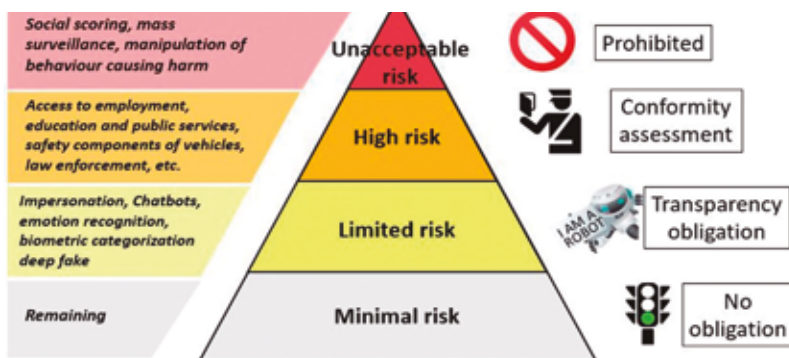 Social scoring, mass
surveillance, manipulation of
behaviour causing harm
Unacceptable
risk
Prohibited
Access to employment,
education and public services,
safety components of vehicles,
law enforcement, etc.
High risk
Conformity
assessment
Impersonation, Chatbots,
emotion recognition,
biometric categorization
deep fake
Limited risk
I AM A
ROBOT
Transparency
obligation
Remaining
Minimal risk
No
obligation